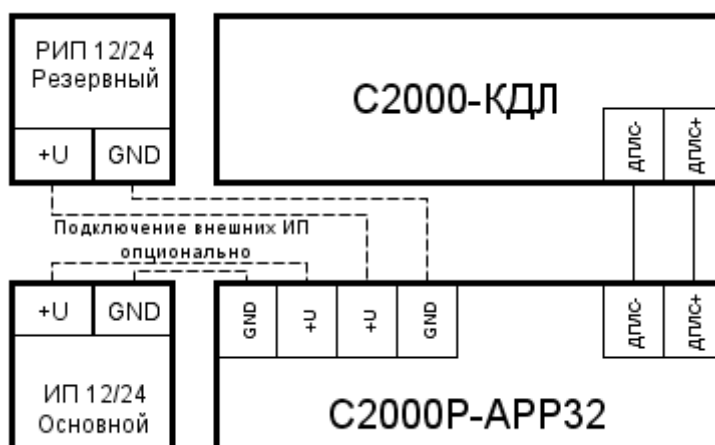 РИП 12/24
Резервный
+U GND
С2000-КДЛ
ДПЛС- ДПЛС+
Подключение внешних ИП
опционально
+U GND
ИП 12/24
Основной
GND +U +U GND
ДПЛС- ДПЛС+
С2000Р-АРР32